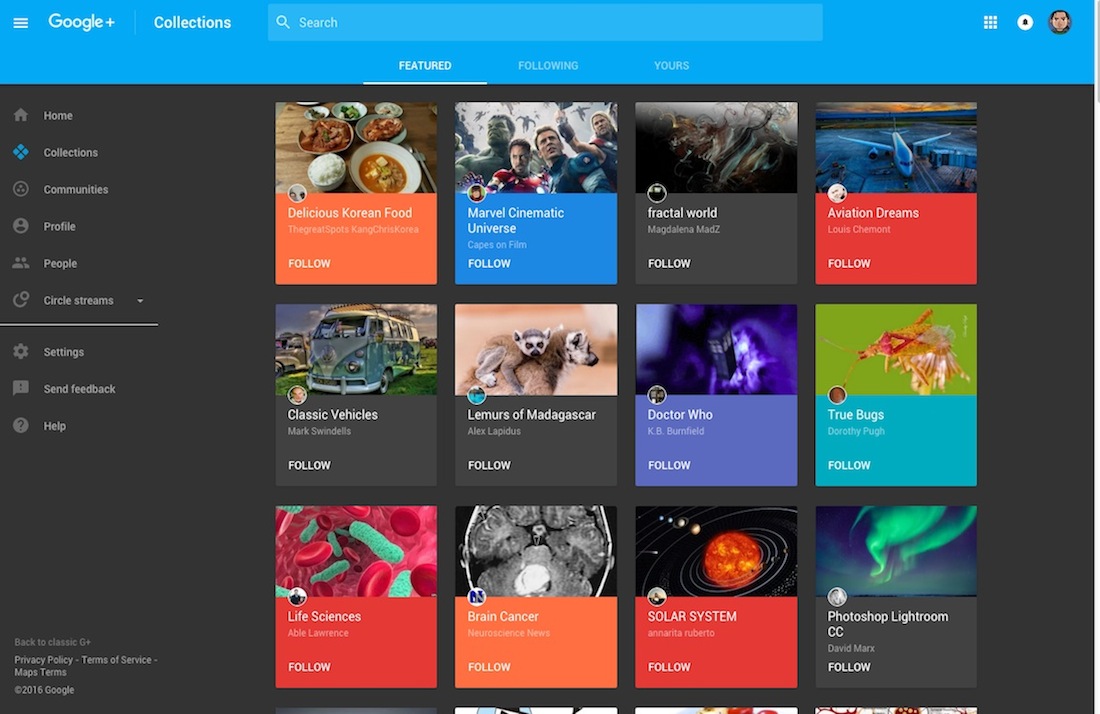 Google+
Collections
Search
FEATURED
FOLLOWING
YOURS
Home
Collections
Communities
Profile
People
Circle streams
Settings
Send feedback
Help
Back to classic G+
Privacy Policy - Terms of Service -
Maps Terms
©2016 Google
Delicious Korean Food
ThegreatSpots KangChrisKorea
FOLLOW
Marvel Cinematic
Universe
Capes on Film
FOLLOW
fractal world
Magdalena MadZ
FOLLOW
Aviation Dreams
Louis Chemont
FOLLOW
Classic Vehicles
Mark Swindells
FOLLOW
Lemurs of Madagascar
Alex Lapidus
FOLLOW
Doctor Who
K.B. Burnfield
FOLLOW
True Bugs
Dorothy Pugh
FOLLOW
Life Sciences
Able Lawrence
FOLLOW
Brain Cancer
Neuroscience News
FOLLOW
SOLAR SYSTEM
annarita ruberto
FOLLOW
Photoshop Lightroom
CC
David Marx
FOLLOW